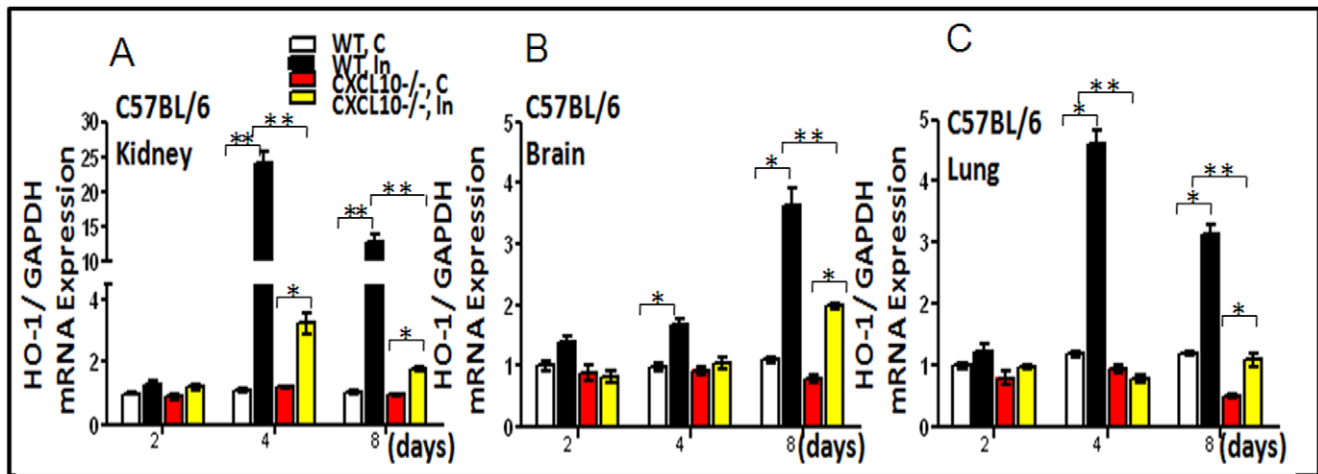 A
WT, C
WT, In
CXCL10-/-, C
CXCL10-/-, In
C57BL/6
Kidney
HO-1/ GAPDH
mRNA Expression
30
25
20
15
10
4
2
0
** ** ** ** * *
2 4 8 (days)
B
C57BL/6
Brain
HO-1/ GAPDH
mRNA Expression
5
4
3
2
1
0
* * ** *
2 4 8 (days)
C
C57BL/6
Lung
HO-1/ GAPDH
mRNA Expression
5
4
3
2
1
0
* ** * ** *
2 4 8 (days)